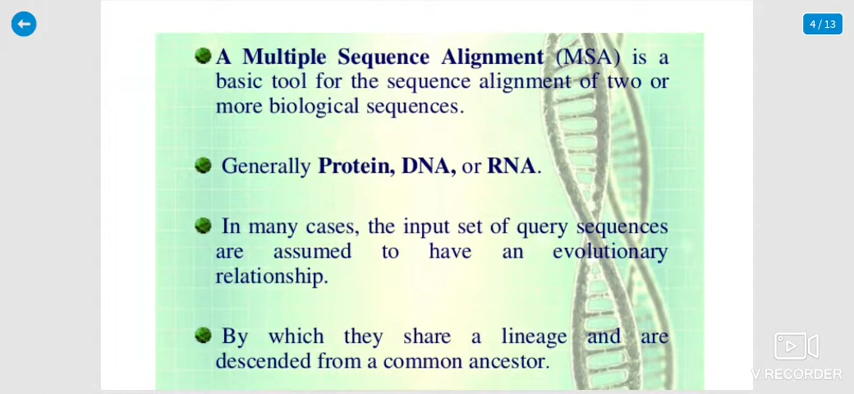 4 / 13
A Multiple Sequence Alignment (MSA) is a
basic tool for the sequence alignment of two or
more biological sequences.
Generally Protein, DNA, or RNA.
In many cases, the input set of query sequences
are assumed to have an evolutionary
relationship.
By which they share a lineage and are
descended from a common ancestor.
V RECORDER